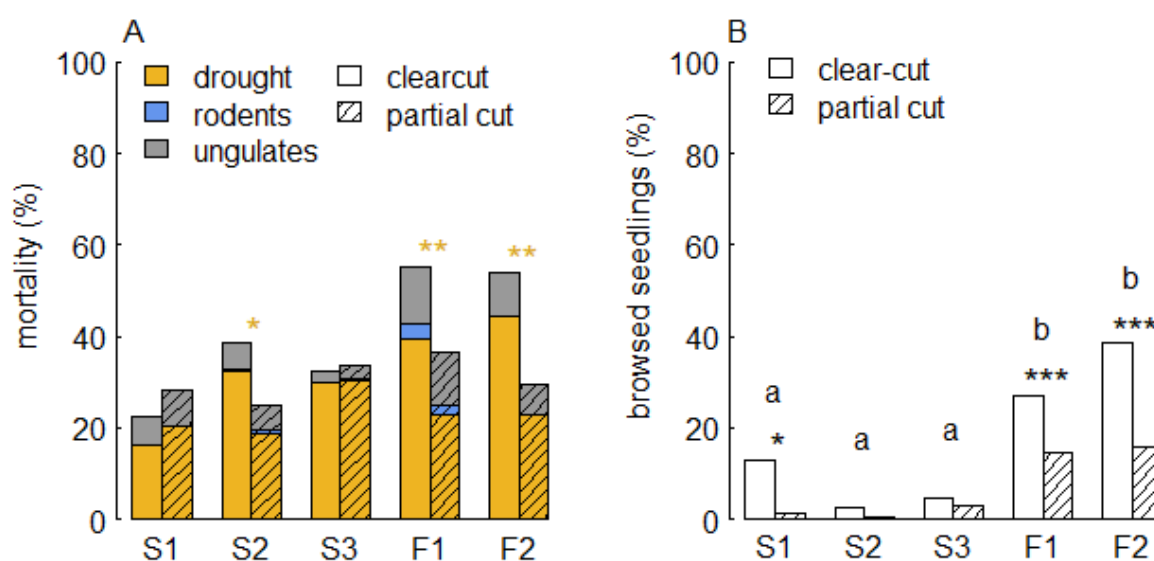 A
mortality (%)
100
80
60
40
20
0
drought
rodents
ungulates
clearcut
partial cut
*
**
**
S1
S2
S3
F1
F2
B
browsed seedlings (%)
100
80
60
40
20
0
clear-cut
partial cut
a
*
a
a
b
***
b
***
S1
S2
S3
F1
F2